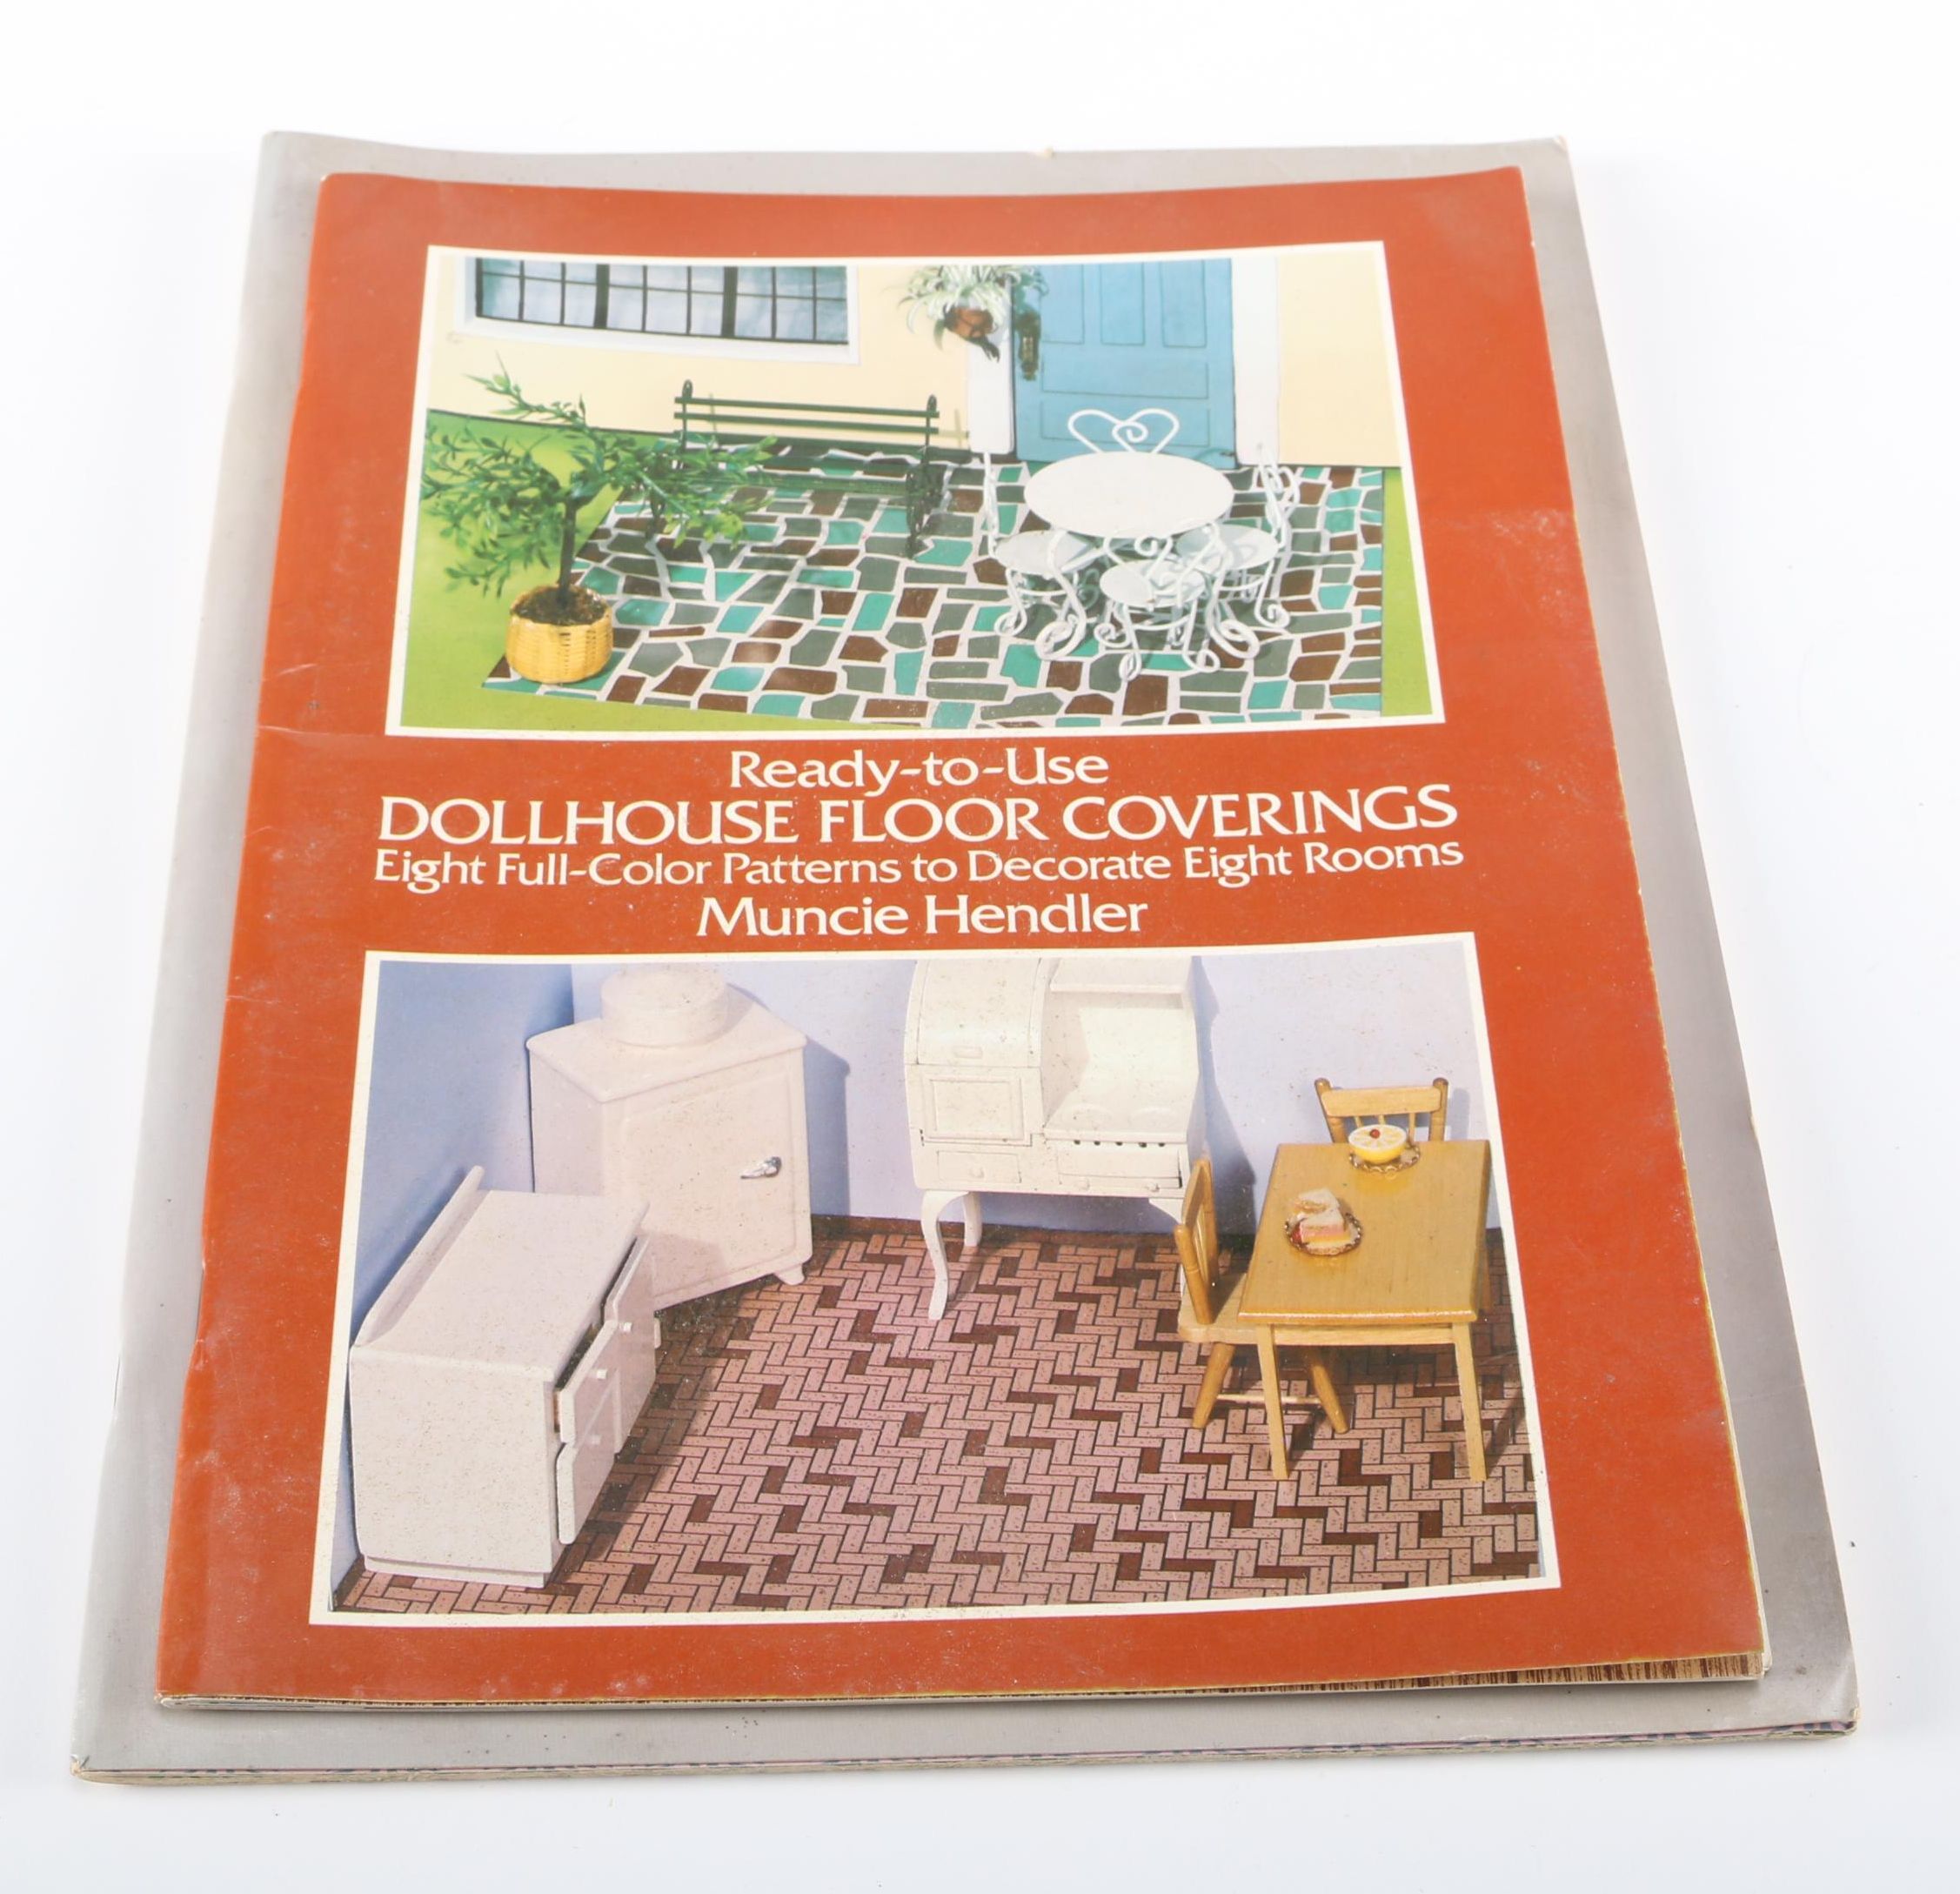 Ready-to-Use
DOLLHOUSE FLOOR COVERINGS
Eight Full-Color Patterns to Decorate Eight Rooms
Muncie Hendler